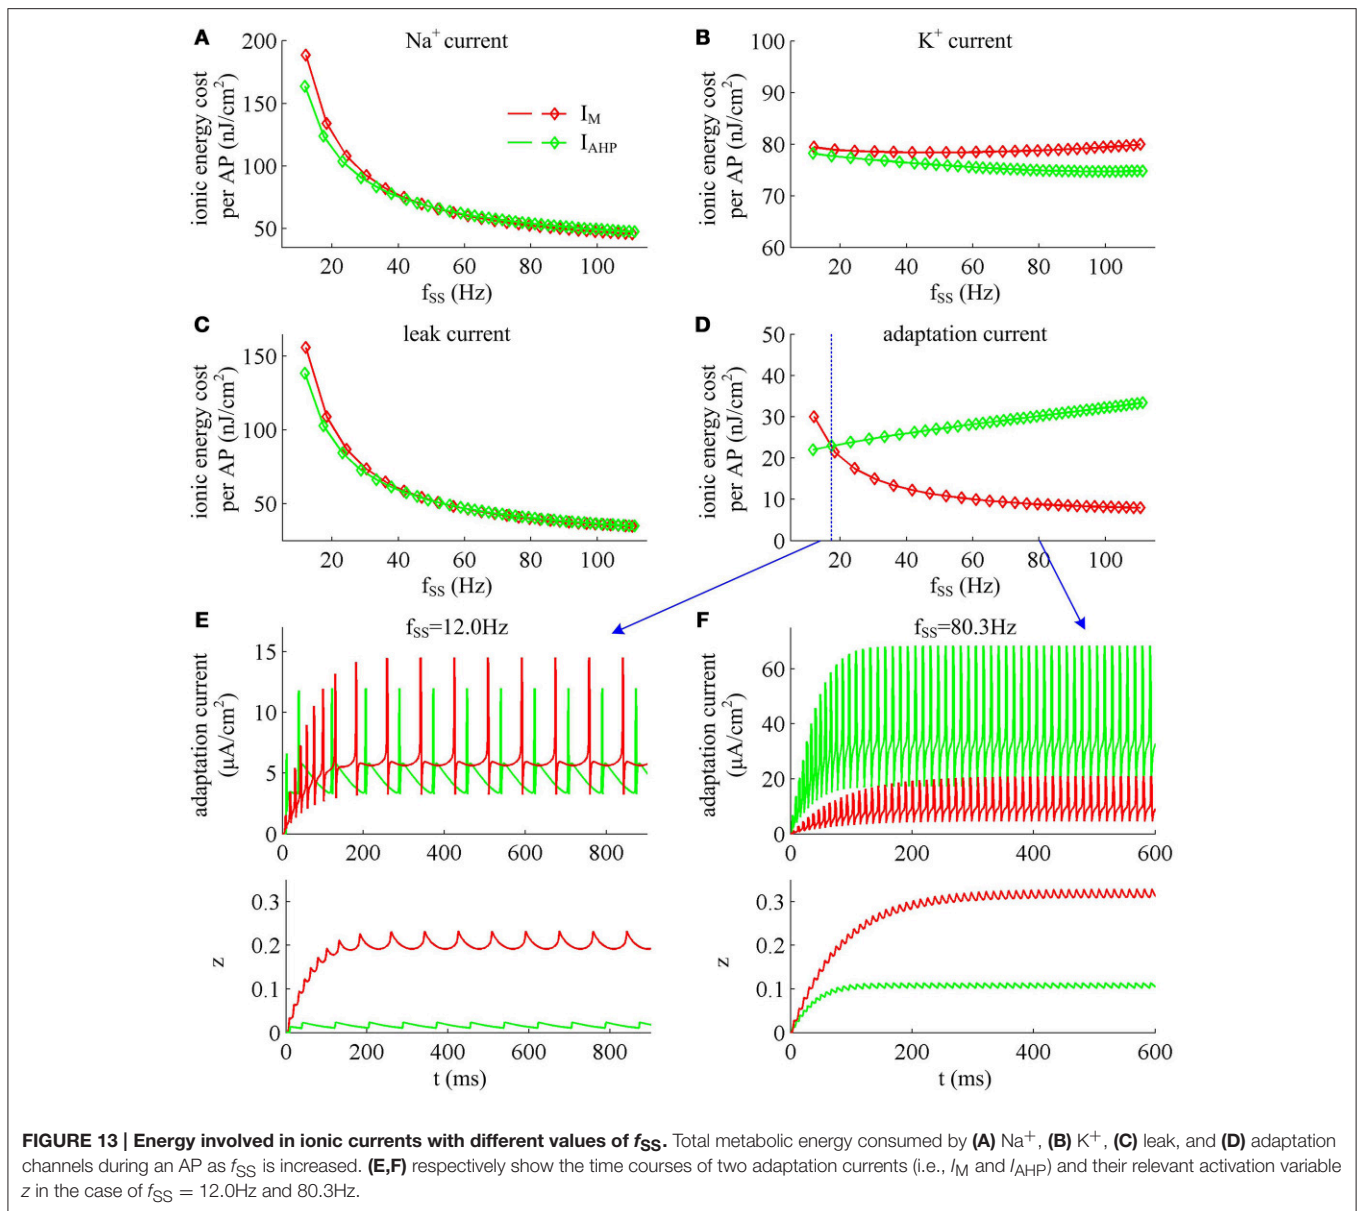 A
Na+ current
ionic energy cost
per AP (nJ/cm2)
200
150
100
50
IM
IAHP
20 40 60 80 100
fSS (Hz)
B
K+ current
ionic energy cost
per AP (nJ/cm2)
100
90
80
70
60
20 40 60 80 100
fSS (Hz)
C
leak current
ionic energy cost
per AP (nJ/cm2)
150
100
50
20 40 60 80 100
fSS (Hz)
D
adaptation current
ionic energy cost
per AP (nJ/cm2)
50
40
30
20
10
0
20 40 60 80 100
fSS (Hz)
E
fSS=12.0Hz
adaptation current
(μA/cm2)
15
10
5
0
0 200 400 600 800
z
0.3
0.2
0.1
0
0 200 400 600 800
t (ms)
F
fSS=80.3Hz
adaptation current
(μA/cm2)
60
40
20
0
0 200 400 600
z
0.3
0.2
0.1
0
0 200 400 600
t (ms)
FIGURE 13 | Energy involved in ionic currents with different values of fSS. Total metabolic energy consumed by (A) Na+, (B) K+, (C) leak, and (D) adaptation
channels during an AP as fSS is increased. (E,F) respectively show the time courses of two adaptation currents (i.e., IM and IAHP) and their relevant activation variable
z in the case of fSS = 12.0Hz and 80.3Hz.